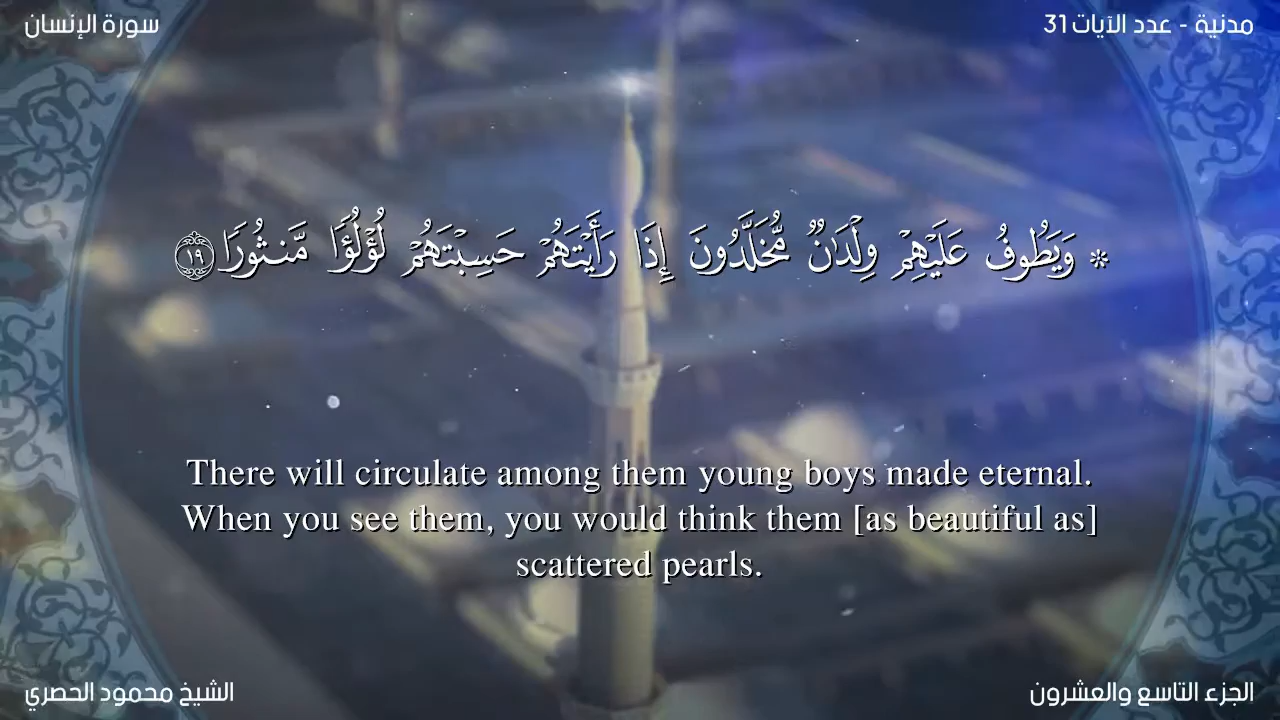 سورة الإنسان
مدنية - عدد الآيات 31
* وَيَطُوفُ عَلَيْهِمْ وِلْدَٰنٌ مُّخَلَّدُونَ إِذَا رَأَيْتَهُمْ حَسِبْتَهُمْ لُؤْلُؤًا مَّنثُورًا ١٩
There will circulate among them young boys made eternal.
When you see them, you would think them [as beautiful as]
scattered pearls.
الشيخ محمود الحصري
الجزء التاسع والعشرون